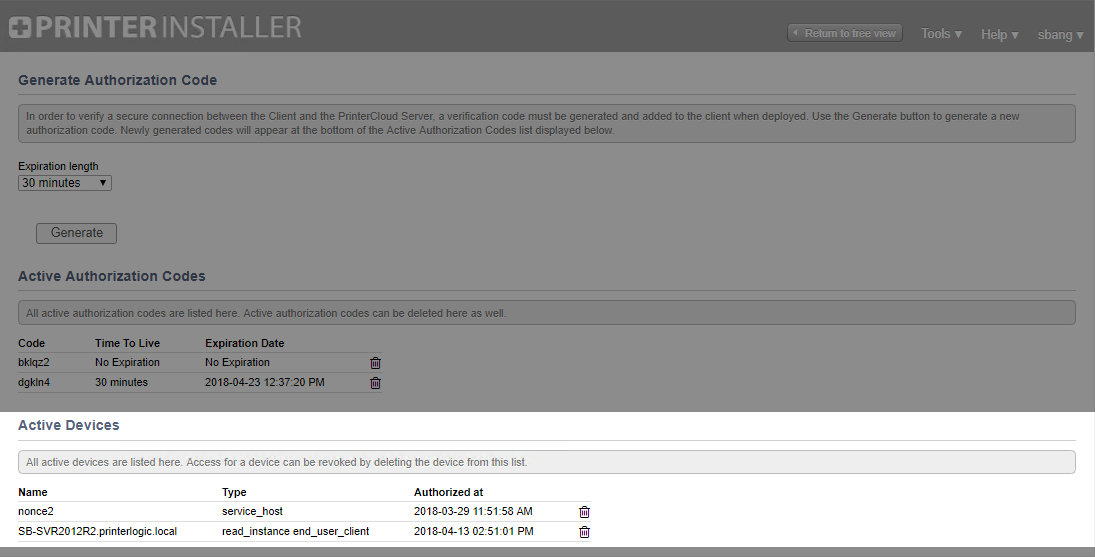 PRINTER INSTALLER
Return to tree view Tools ▼ Help ▼ sbang ▼
Generate Authorization Code
In order to verify a secure connection between the Client and the PrinterCloud Server, a verification code must be generated and added to the client when deployed. Use the Generate button to generate a new
authorization code. Newly generated codes will appear at the bottom of the Active Authorization Codes list displayed below.
Expiration length
30 minutes ▼
Generate
Active Authorization Codes
All active authorization codes are listed here. Active authorization codes can be deleted here as well.
Code Time To Live Expiration Date
bklqz2 No Expiration No Expiration
dgkln4 30 minutes 2018-04-23 12:37:20 PM
Active Devices
All active devices are listed here. Access for a device can be revoked by deleting the device from this list.
Name Type Authorized at
nonce2 service_host 2018-03-29 11:51:58 AM
SB-SVR2012R2.printerlogic.local read_instance end_user_client 2018-04-13 02:51:01 PM